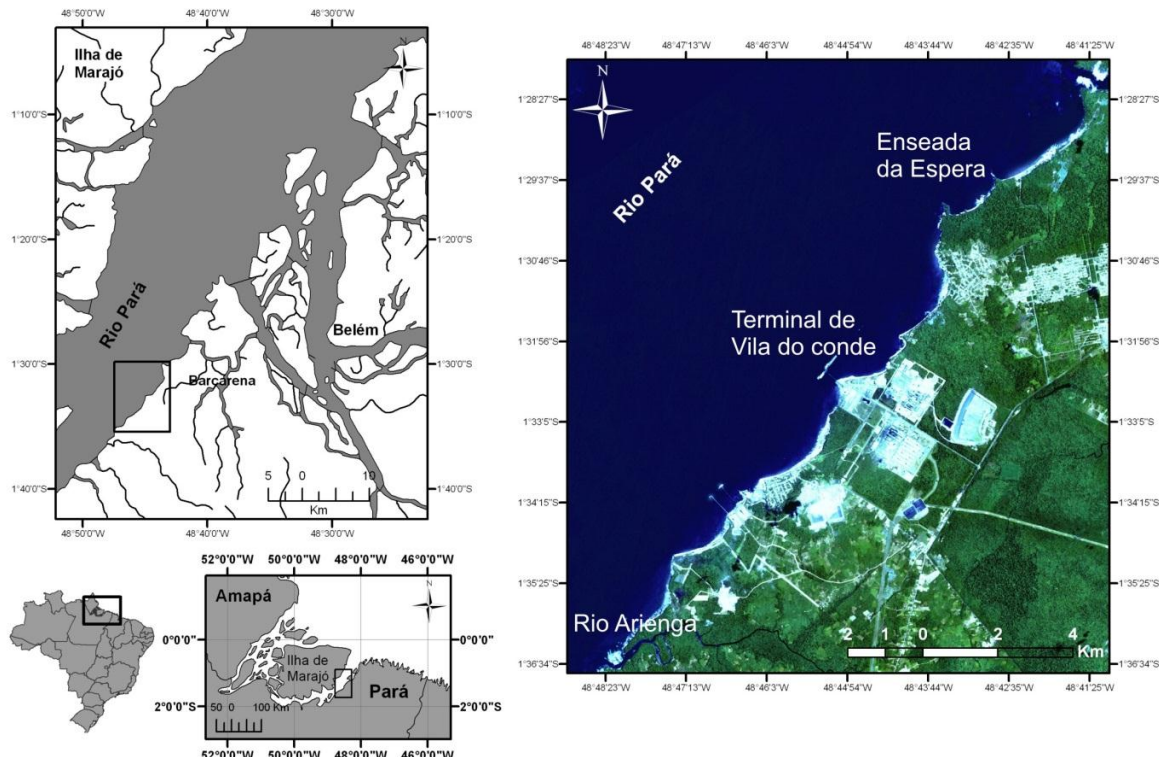 48°50'0"W
48°40'0"W
48°30'0"W
Ilha de
Marajó
N
1°10'0"S
1°10'0"S
1°20'0"S
1°20'0"S
Rio Pará
Belém
1°30'0"S
1°30'0"S
Barcarena
5 0 10
Km
1°40'0"S
1°40'0"S
48°50'0"W
48°40'0"W
48°30'0"W
52°0'0"W
50°0'0"W
48°0'0"W
46°0'0"W
N
Amapá
0°0'0"
0°0'0"
Ilha de
Marajó
Pará
2°0'0"S
2°0'0"S
50 0 100 Km
52°0'0"W
50°0'0"W
48°0'0"W
46°0'0"W
48°48'23"W
48°47'13"W
48°46'3"W
48°44'54"W
48°43'44"W
48°42'35"W
48°41'25"W
N
1°28'27"S
1°28'27"S
Enseada
da Espera
Rio Pará
1°29'37"S
1°29'37"S
1°30'46"S
1°30'46"S
Terminal de
Vila do conde
1°31'56"S
1°31'56"S
1°33'5"S
1°33'5"S
1°34'15"S
1°34'15"S
1°35'25"S
1°35'25"S
Rio Arienga
2 1 0 2 4
Km
1°36'34"S
1°36'34"S
48°48'23"W
48°47'13"W
48°46'3"W
48°44'54"W
48°43'44"W
48°42'35"W
48°41'25"W